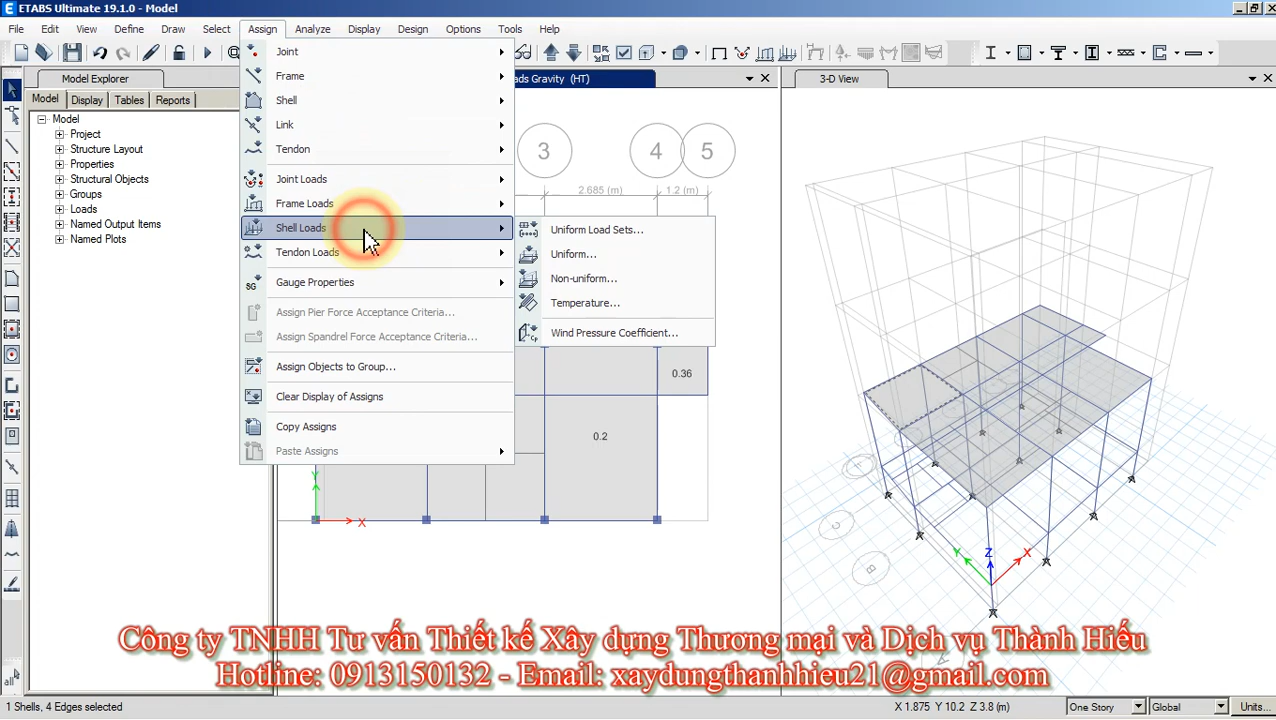 ETABS Ultimate 19.1.0 - Model
File Edit View Define Draw Select Assign Analyze Display Design Options Tools Help
Model Explorer
ads Gravity (HT)
3-D View
Model Display Tables Reports
Model
Project
Structure Layout
Properties
Structural Objects
Groups
Loads
Named Output Items
Named Plots
Joint
Frame
Shell
Link
Tendon
Joint Loads
Frame Loads
Shell Loads
Tendon Loads
Gauge Properties
Assign Pier Force Acceptance Criteria...
Assign Spandrel Force Acceptance Criteria...
Assign Objects to Group...
Clear Display of Assigns
Copy Assigns
Paste Assigns
Uniform Load Sets...
Uniform...
Non-uniform...
Temperature...
Wind Pressure Coefficient...
3 4 5
2.685 (m) 1.2 (m)
0.36
0.2
Y
X
Z
Y X
C
B
A
Công ty TNHH Tư vấn Thiết kế Xây dựng Thương mại và Dịch vụ Thành Hiếu
Hotline: 0913150132 - Email: xaydungthanhhieu21@gmail.com
1 Shells, 4 Edges selected
X 1.875 Y 10.2 Z 3.8 (m)
One Story
Global
Units...